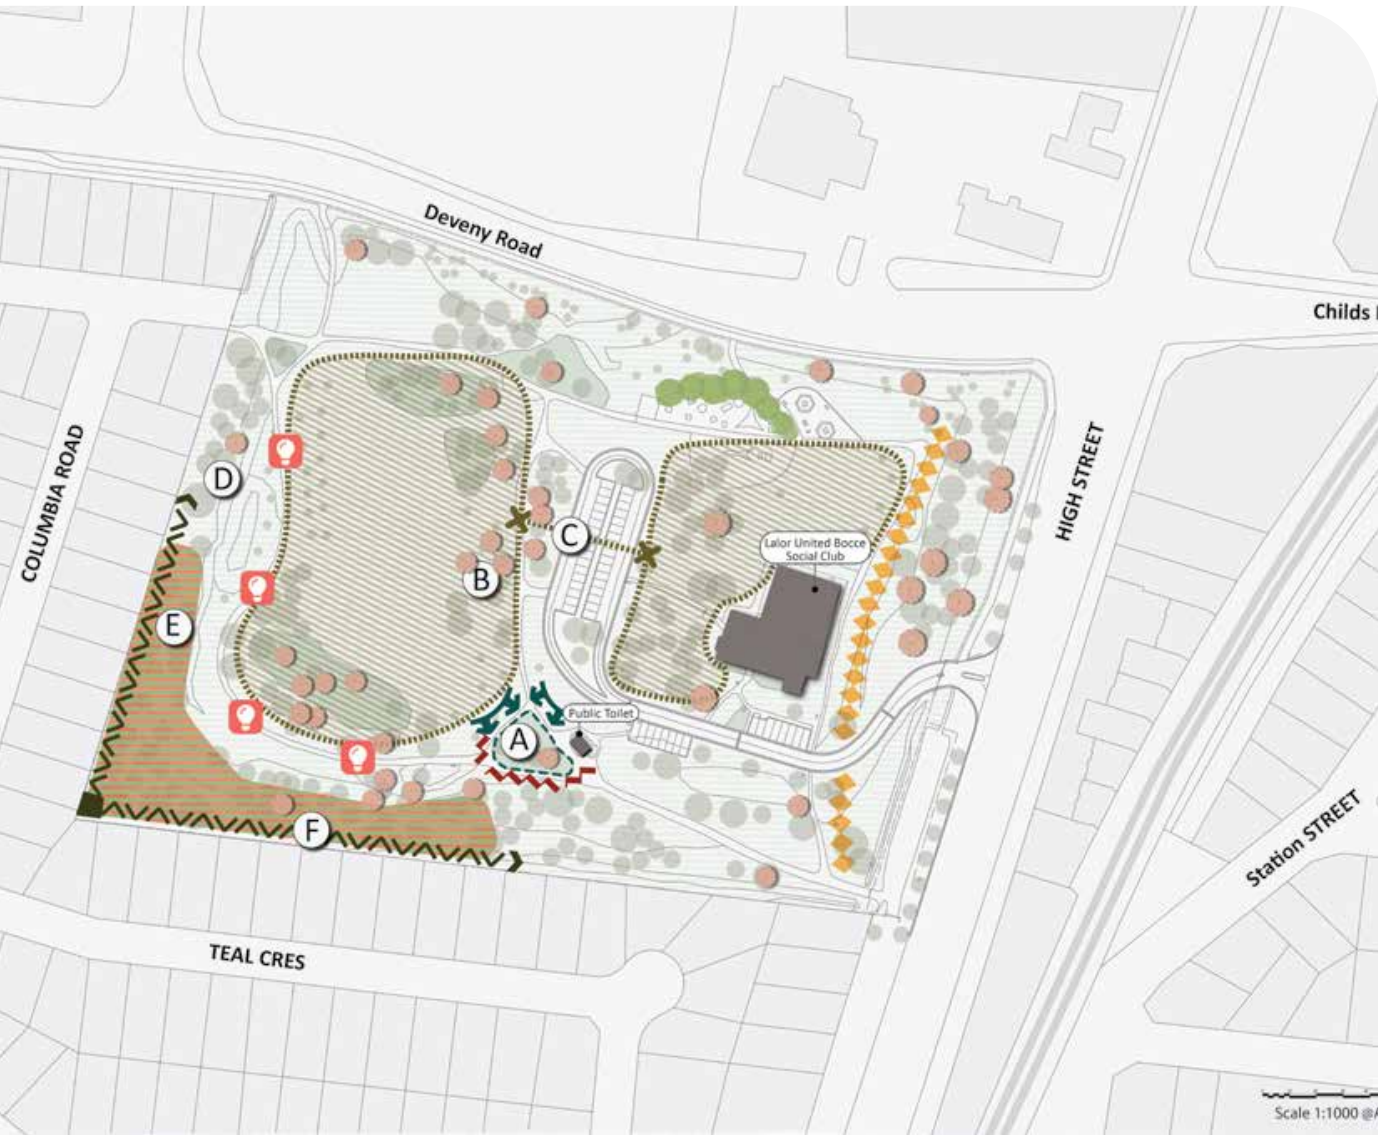 Deveny Road
Childs
COLUMBIA ROAD
HIGH STREET
D
C
B
Lalor United Bocce
Social Club
E
Public Toilet
A
F
Station STREET
TEAL CRES
Scale 1:1000 @A